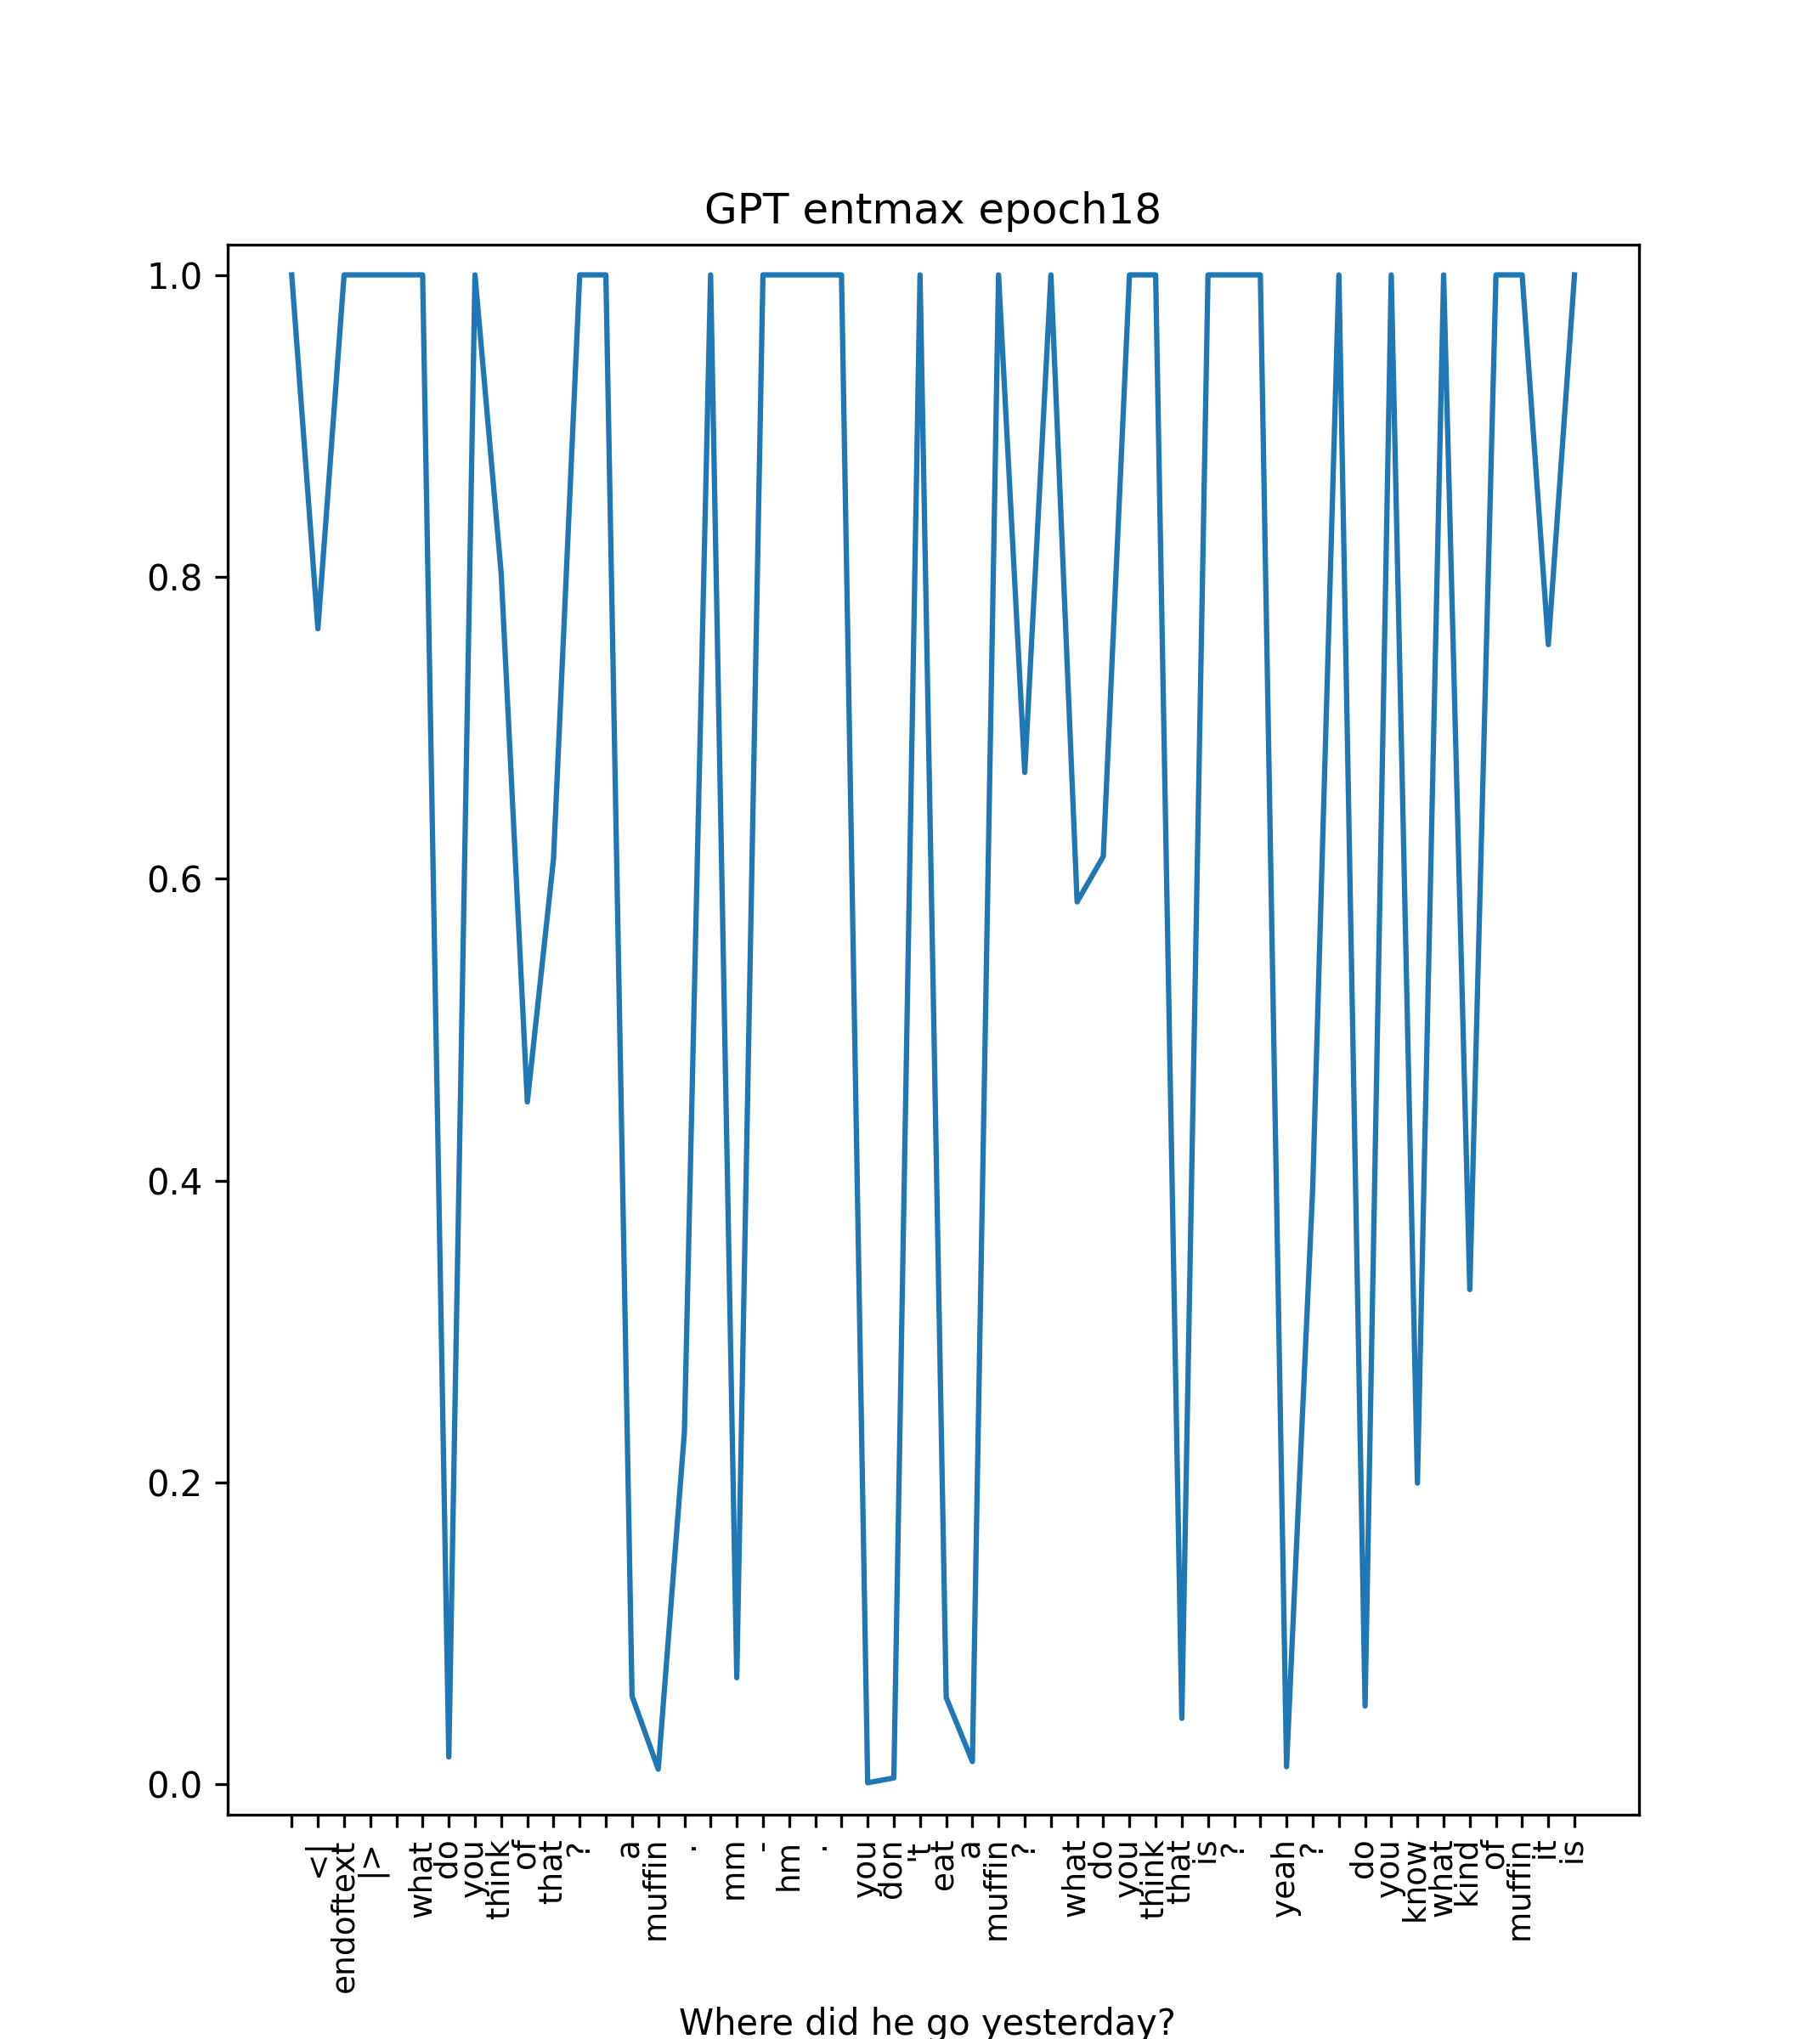 GPT entmax epoch18
1.0
0.8
0.6
0.4
0.2
0.0
<|
endoftext
|>
what
do
you
think
of
that
?
a
muffin
.
mm
-
hm
.
you
don
't
eat
a
muffin
?
what
do
you
think
that
is
?
yeah
?
do
you
know
what
kind
of
muffin
it
is
Where did he go yesterday?